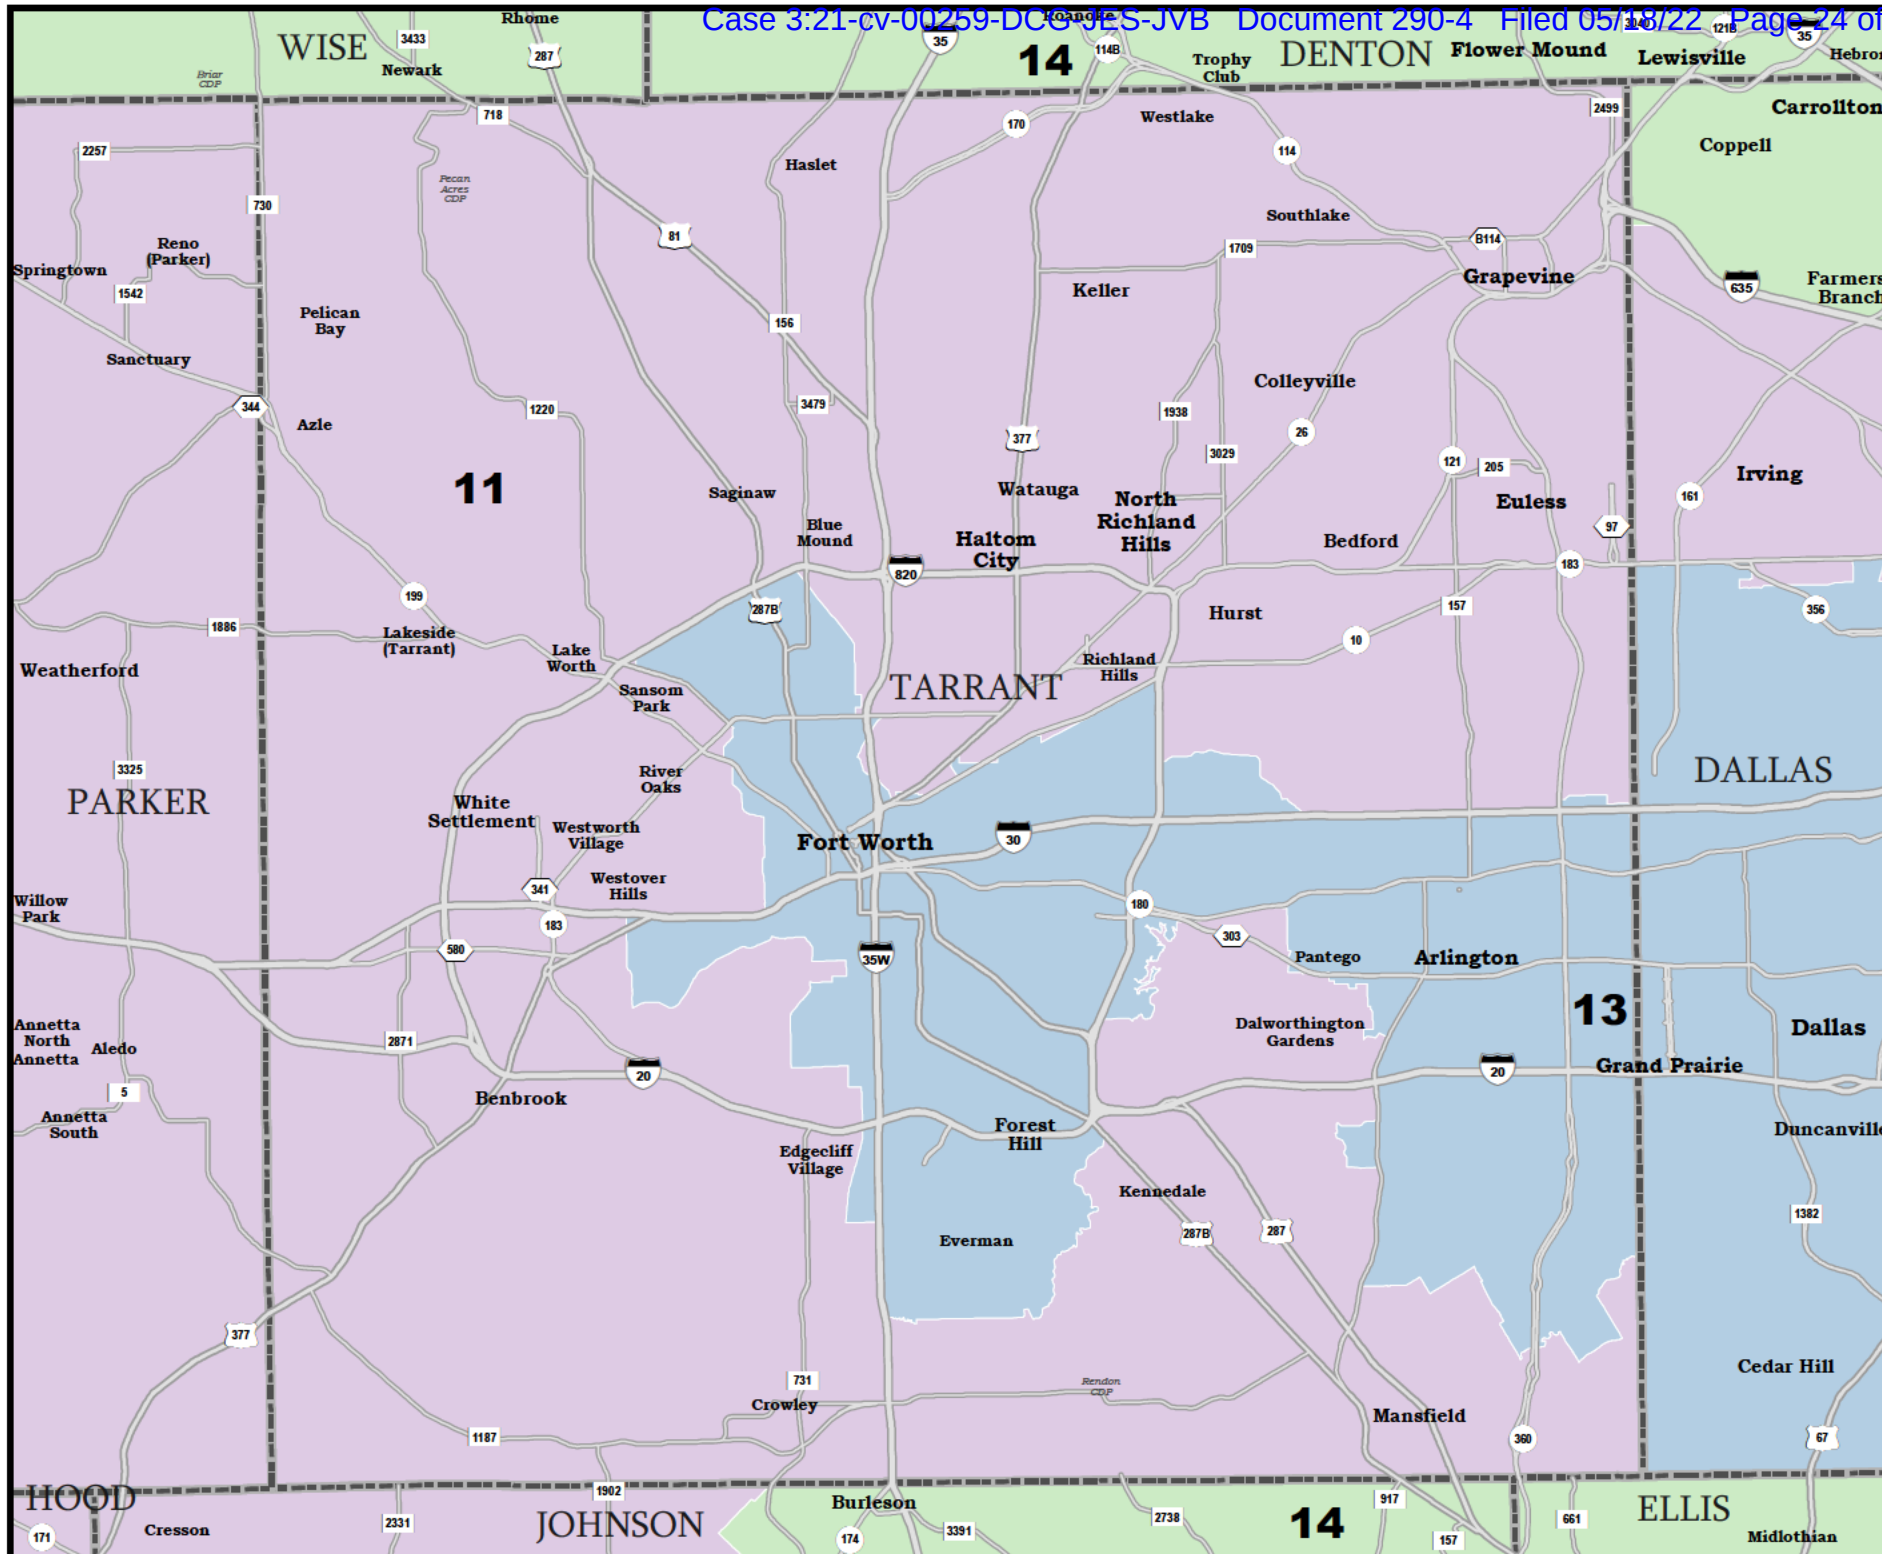 Case 3:21-cv-00259-DCG-JES-JVB Document 290-4 Filed 05/18/22 Page 24 of
Rhome
Roanoke
3040
121B
35
35
WISE
3433
287
14
114B
DENTON
Flower Mound
Lewisville
Hebron
Newark
Trophy
Club
Briar
CDP
718
170
Westlake
2499
Carrollton
Coppell
2257
Haslet
114
Pecan
Acres
CDP
730
Southlake
81
Reno
(Parker)
1709
B114
Springtown
Grapevine
1542
Keller
635
Farmers
Branch
Pelican
Bay
156
Sanctuary
Colleyville
344
1220
3479
1938
Azle
377
26
3029
121
205
Irving
11
Saginaw
Watauga
North
Richland
Hills
Euless
161
Blue
Mound
Haltom
City
Bedford
97
820
183
199
287B
Hurst
157
356
1886
Lakeside
(Tarrant)
10
Lake
Worth
Richland
Hills
Weatherford
Sansom
Park
TARRANT
3325
River
Oaks
DALLAS
PARKER
White
Settlement
Westworth
Village
Fort Worth
30
341
Westover
Hills
Willow
Park
183
180
303
580
35W
Pantego
Arlington
13
Annetta
North
Annetta
Aledo
2871
Dalworthington
Gardens
Dallas
20
20
Grand Prairie
5
Benbrook
Annetta
South
Forest
Hill
Duncanville
Edgecliff
Village
Kennedale
287B
287
1382
Everman
377
Cedar Hill
731
Rendon
CDP
Crowley
Mansfield
1187
360
67
HOOD
1902
Burleson
917
ELLIS
171
Cresson
2331
JOHNSON
174
3391
2738
14
157
661
Midlothian